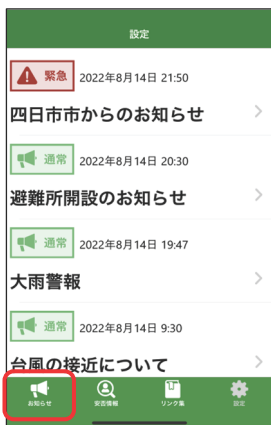 設定
緊急 2022年8月14日 21:50
四日市市からのお知らせ
通常 2022年8月14日 20:30
避難所開設のお知らせ
通常 2022年8月14日 19:47
大雨警報
通常 2022年8月14日 9:30
台風の接近について
お知らせ 安否情報 リンク集 設定